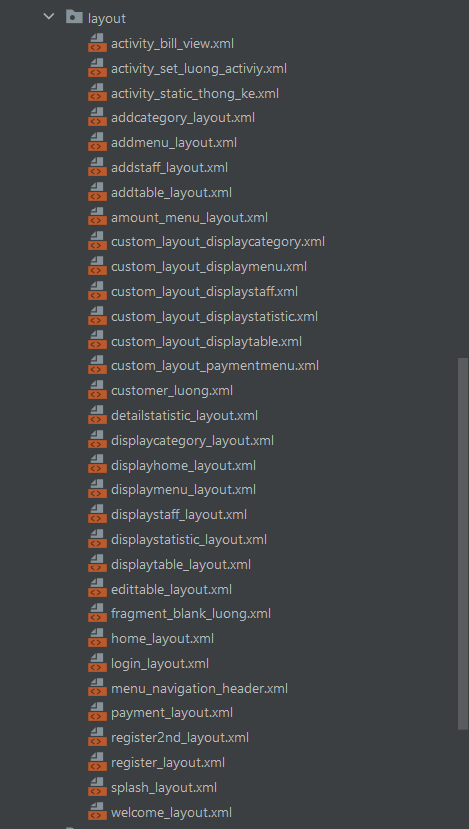 layout
activity_bill_view.xml
activity_set_luong_activiy.xml
activity_static_thong_ke.xml
addcategory_layout.xml
addmenu_layout.xml
addstaff_layout.xml
addtable_layout.xml
amount_menu_layout.xml
custom_layout_displaycategory.xml
custom_layout_displaymenu.xml
custom_layout_displaystaff.xml
custom_layout_displaystatistic.xml
custom_layout_displaytable.xml
custom_layout_paymentmenu.xml
customer_luong.xml
detailstatistic_layout.xml
displaycategory_layout.xml
displayhome_layout.xml
displaymenu_layout.xml
displaystaff_layout.xml
displaystatistic_layout.xml
displaytable_layout.xml
edittable_layout.xml
fragment_blank_luong.xml
home_layout.xml
login_layout.xml
menu_navigation_header.xml
payment_layout.xml
register2nd_layout.xml
register_layout.xml
splash_layout.xml
welcome_layout.xml